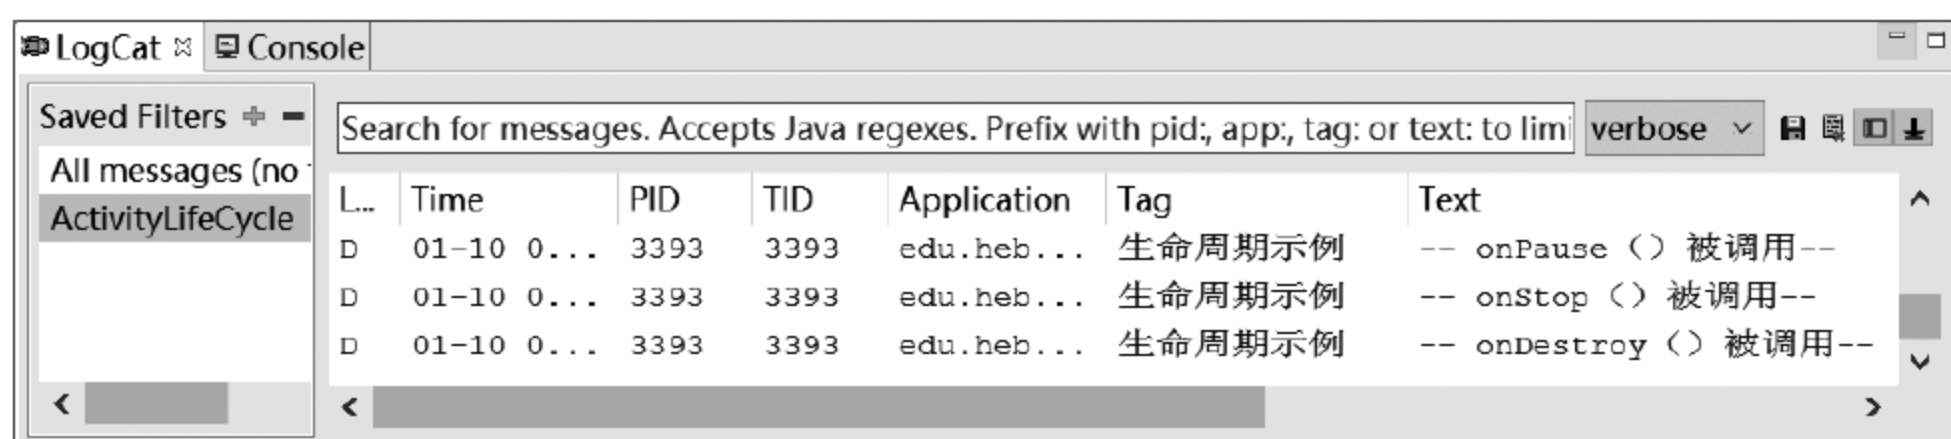 LogCat Console
Saved Filters
Search for messages. Accepts Java regexes. Prefix with pid:, app:, tag: or text: to limi verbose
All messages (no
ActivityLifeCycle
L... Time PID TID Application Tag Text
D 01-10 0... 3393 3393 edu.heb... 生命周期示例 -- onPause () 被调用--
D 01-10 0... 3393 3393 edu.heb... 生命周期示例 -- onStop () 被调用--
D 01-10 0... 3393 3393 edu.heb... 生命周期示例 -- onDestroy () 被调用--